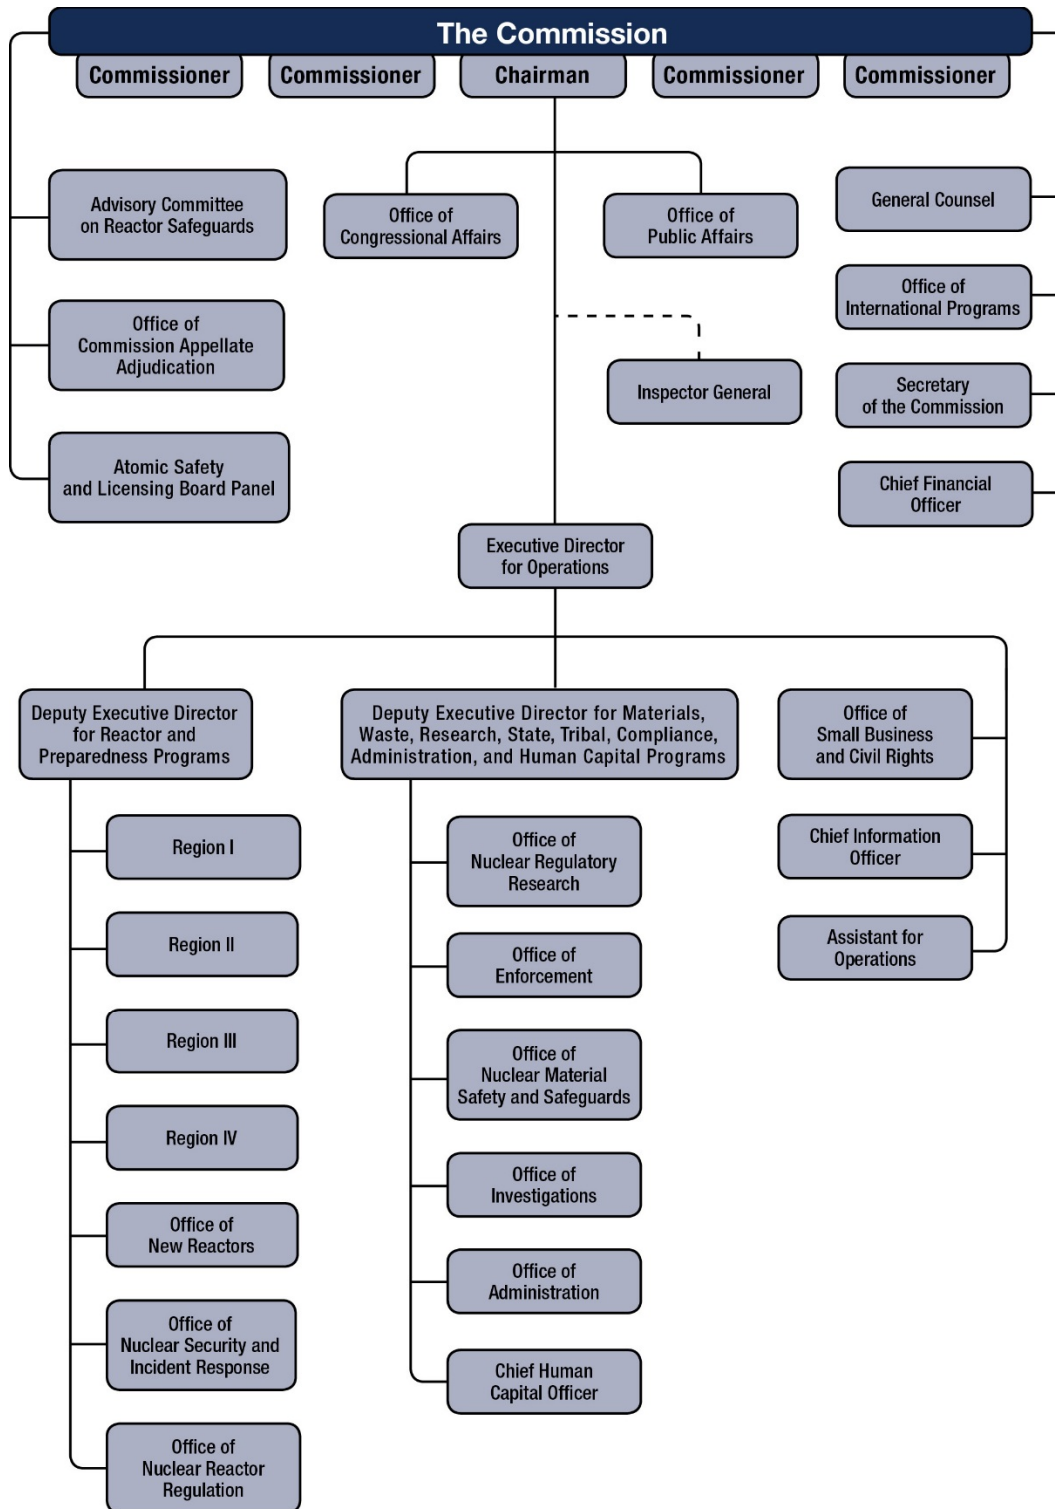 The Commission
Commissioner
Commissioner
Chairman
Commissioner
Commissioner
Advisory Committee
on Reactor Safeguards
Office of
Congressional Affairs
Office of
Public Affairs
General Counsel
Office of
Commission Appellate
Adjudication
Office of
International Programs
Inspector General
Secretary
of the Commission
Atomic Safety
and Licensing Board Panel
Chief Financial
Officer
Executive Director
for Operations
Deputy Executive Director
for Reactor and
Preparedness Programs
Deputy Executive Director for Materials,
Waste, Research, State, Tribal, Compliance,
Administration, and Human Capital Programs
Office of
Small Business
and Civil Rights
Region I
Region II
Region III
Region IV
Office of
New Reactors
Office of
Nuclear Security and
Incident Response
Office of
Nuclear Reactor
Regulation
Office of
Nuclear Regulatory
Research
Office of
Enforcement
Office of
Nuclear Material
Safety and Safeguards
Office of
Investigations
Office of
Administration
Chief Human
Capital Officer
Chief Information
Officer
Assistant for
Operations